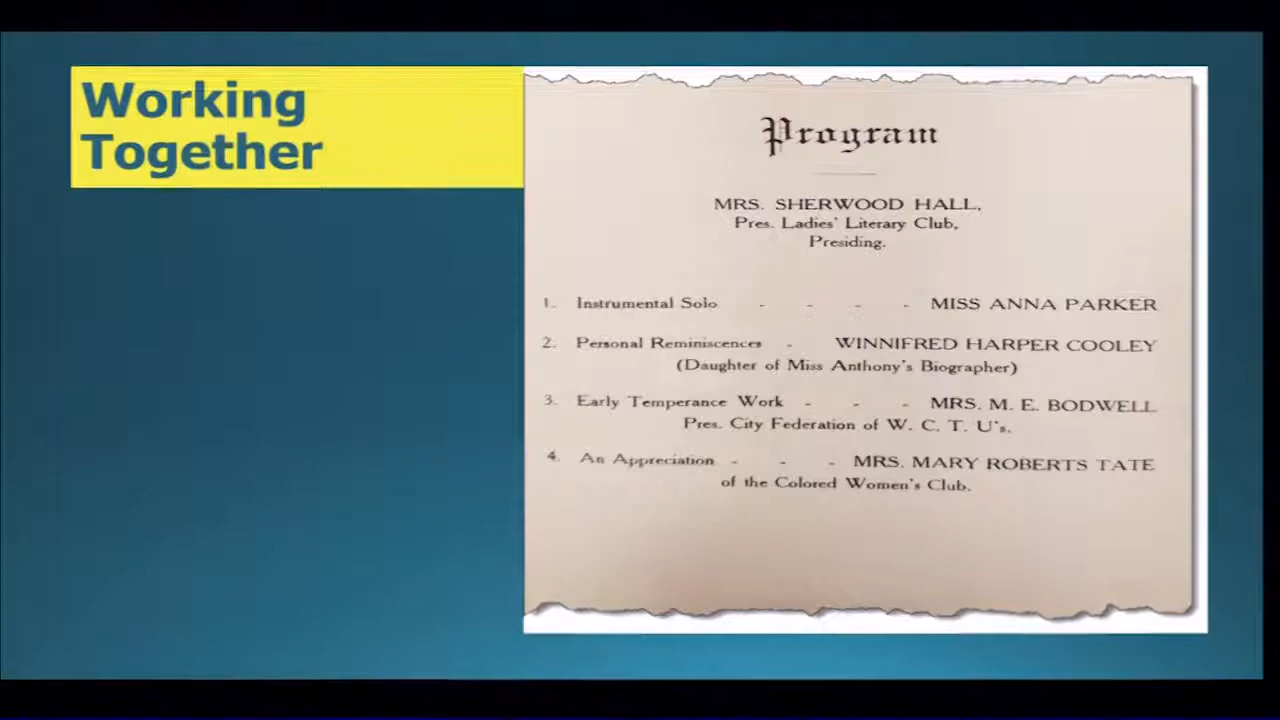 Working
Together
Program
MRS. SHERWOOD HALL,
Pres. Ladies' Literary Club,
Presiding.
1. Instrumental Solo - - - - MISS ANNA PARKER
2. Personal Reminiscences - WINNIFRED HARPER COOLEY
(Daughter of Miss Anthony's Biographer)
3. Early Temperance Work - - - MRS. M. E. BODWELL
Pres. City Federation of W. C. T. U's.
4. An Appreciation - - - MRS. MARY ROBERTS TATE
of the Colored Women's Club.